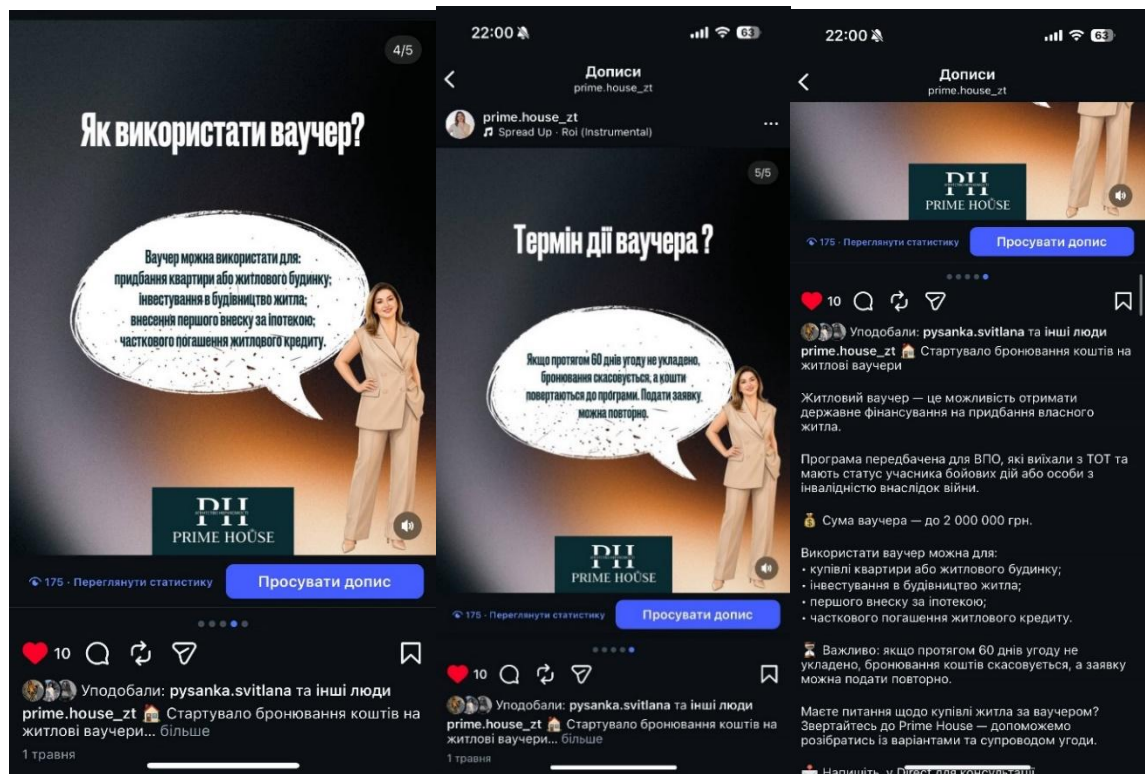 4/5
Як використати ваучер?
Ваучер можна використати для:
придбання квартири або житлового будинку;
інвестування в будівництво житла;
внесення першого внеску за іпотекою;
часткового погашення житлового кредиту.
PH
PRIME HOUSE
175 · Переглянути статистику
Просувати допис
10
Уподобали: pysanka.svitlana та інші люди
prime.house_zt 🏠 Стартувало бронювання коштів на
житлові ваучери... більше
1 травня
22:00
63
Дописи
prime.house_zt
prime.house_zt
Spread Up · Roi (Instrumental)
5/5
Термін дії ваучера ?
Якщо протягом 60 днів угоду не укладено,
бронювання скасовується, а кошти
повертаються до програми. Подати заявку
можна повторно.
PH
PRIME HOUSE
175 · Переглянути статистику
Просувати допис
10
Уподобали: pysanka.svitlana та інші люди
prime.house_zt 🏠 Стартувало бронювання коштів на
житлові ваучери... більше
1 травня
22:00
63
Дописи
prime.house_zt
PH
PRIME HOUSE
175 · Переглянути статистику
Просувати допис
10
Уподобали: pysanka.svitlana та інші люди
prime.house_zt 🏠 Стартувало бронювання коштів на
житлові ваучери
Житловий ваучер — це можливість отримати
державне фінансування на придбання власного
житла.
Програма передбачена для ВПО, які виїхали з ТОТ та
мають статус учасника бойових дій або особи з
інвалідністю внаслідок війни.
💰 Сума ваучера — до 2 000 000 грн.
Використати ваучер можна для:
• купівлі квартири або житлового будинку;
• інвестування в будівництво житла;
• першого внеску за іпотекою;
• часткового погашення житлового кредиту.
⏳ Важливо: якщо протягом 60 днів угоду не
укладено, бронювання коштів скасовується, а заявку
можна подати повторно.
Маєте питання щодо купівлі житла за ваучером?
Звертайтесь до Prime House — допоможемо
розібратись із варіантами та супроводом угоди.
📩 Напишіть у Direct для консультації